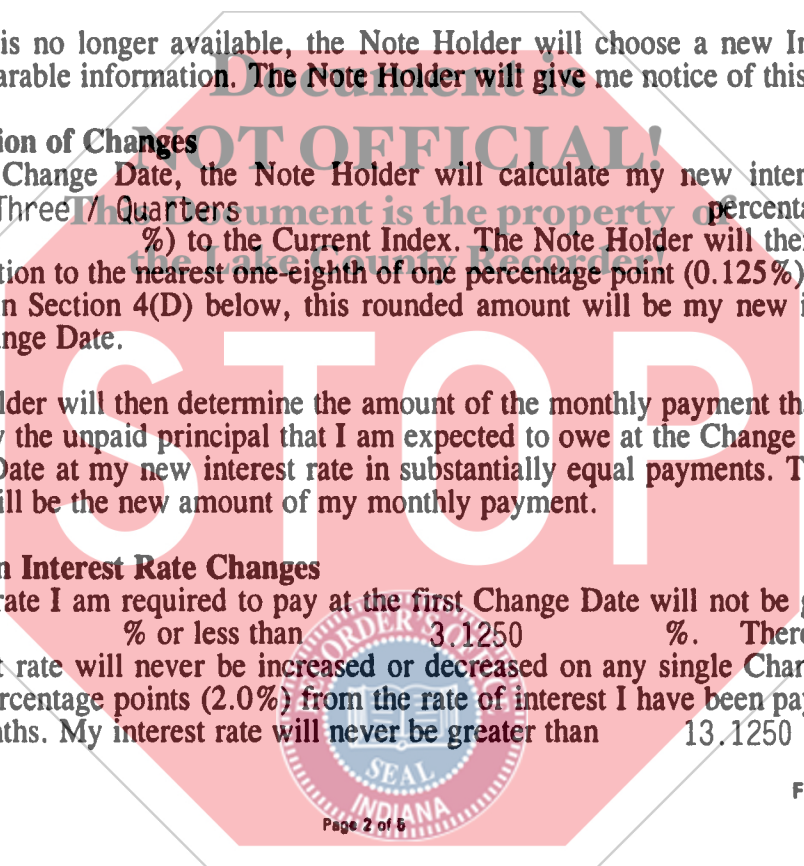 is no longer available, the Note Holder will choose a new In
arable information. The Note Holder will give me notice of this
Document is
ion of Changes
NOT OFFICIAL!
Change Date, the Note Holder will calculate my new inter
Three / Quarters percenta
This Document is the property of
%) to the Current Index. The Note Holder will the
the Lake County Recorder!
tion to the nearest one-eighth of one percentage point (0.125%)
n Section 4(D) below, this rounded amount will be my new i
nge Date.
STOP
lder will then determine the amount of the monthly payment th
y the unpaid principal that I am expected to owe at the Change
Date at my new interest rate in substantially equal payments. T
ill be the new amount of my monthly payment.
n Interest Rate Changes
rate I am required to pay at the first Change Date will not be g
% or less than 3.1250 %. There
t rate will never be increased or decreased on any single Chan
rcentage points (2.0%) from the rate of interest I have been pay
nths. My interest rate will never be greater than 13.1250
SEAL
INDIANA
F
Page 2 of 5